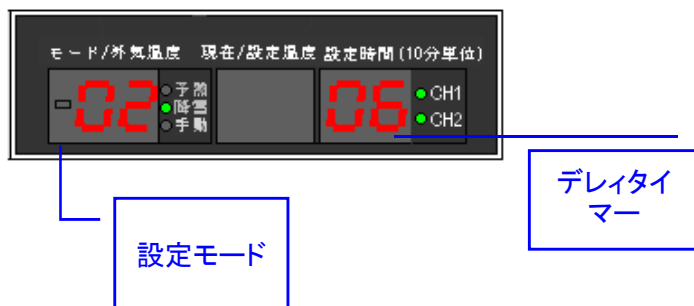 モード/外気温度 現在/設定温度 設定時間(10分単位)
-02
予熱
降雪
手動
06
CH1
CH2
デレィタイ
マー
設定モード